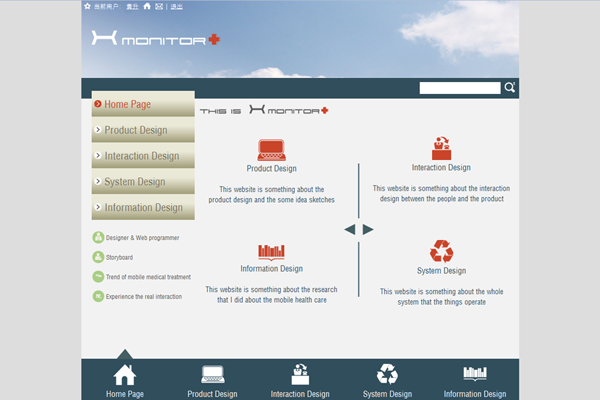 当前用户:
退出
MONITOR
Home Page
Product Design
Interaction Design
System Design
Information Design
Designer & Web programmer
Storyboard
Trend of mobile medical treatment
Experience the real interaction
THIS IS MONITOR
Product Design
This website is something about the
product design and the some idea sketches
Interaction Design
This website is something about the interaction
design between the people and the product
Information Design
This website is something about the research
that I did about the mobile health care
System Design
This website is something about the whole
system that the things operate
Home Page
Product Design
Interaction Design
System Design
Information Design